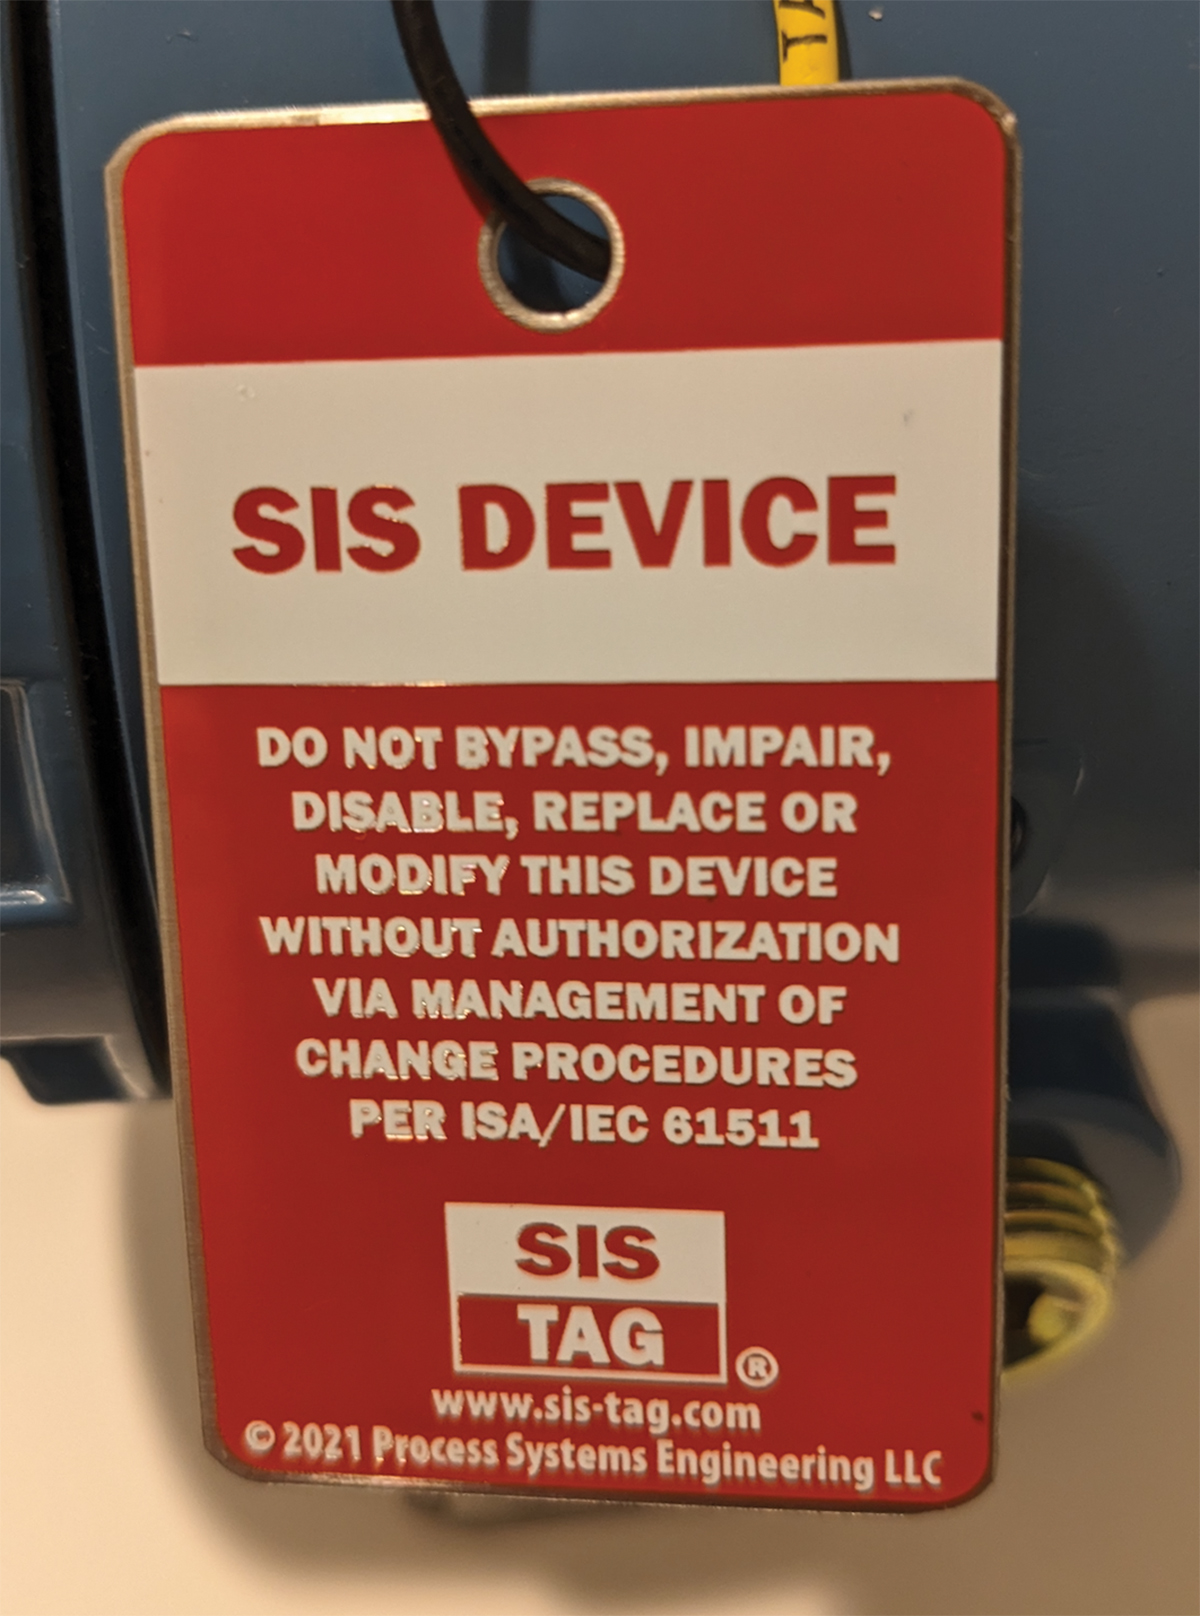 TA
SIS DEVICE
DO NOT BYPASS, IMPAIR,
DISABLE, REPLACE OR
MODIFY THIS DEVICE
WITHOUT AUTHORIZATION
VIA MANAGEMENT OF
CHANGE PROCEDURES
PER ISA/IEC 61511
SIS
TAG ®
www.sis-tag.com
© 2021 Process Systems Engineering LLC